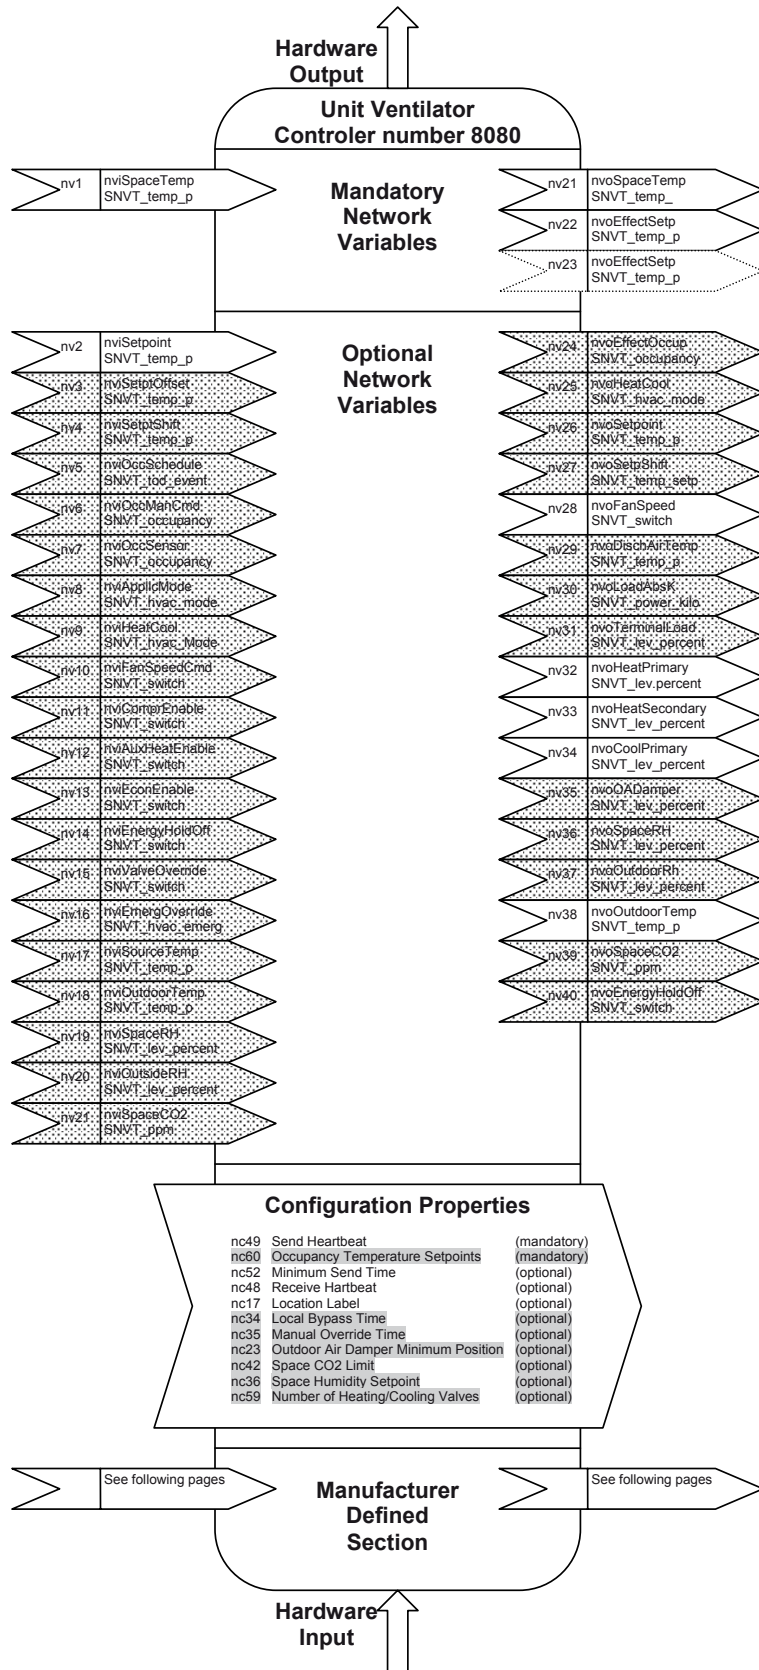 Hardware
Output
Unit Ventilator
Controler number 8080
nv1 nviSpaceTemp
SNVT_temp_p
Mandatory
Network
Variables
nv21 nvoSpaceTemp
SNVT_temp_
nv22 nvoEffectSetp
SNVT_temp_p
nv23 nvoEffectSetp
SNVT_temp_p
nv2 nviSetpoint
SNVT_temp_p
nv3 nviSetptOffset
SNVT_temp_p
nv4 nviSetptShift
SNVT_temp_p
nv5 nviOccSchedule
SNVT_tod_event
nv6 nviOccManCmd
SNVT_occupancy
nv7 nviOccSensor
SNVT_occupancy
nv8 nviApplicMode
SNVT_hvac_mode
nv9 nviHeatCool
SNVT_hvac_Mode
nv10 nviFanSpeedCmd
SNVT_switch
nv11 nviComprEnable
SNVT_switch
nv12 nviAuxHeatEnable
SNVT_switch
nv13 nviEconEnable
SNVT_switch
nv14 nviEnergyHoldOff
SNVT_switch
nv15 nviValveOverride
SNVT_switch
nv16 nviEmergOverride
SNVT_hvac_emerg
nv17 nviSourceTemp
SNVT_temp_p
nv18 nviOutdoorTemp
SNVT_temp_p
nv19 nviSpaceRH
SNVT_lev_percent
nv20 nviOutsideRH
SNVT_lev_percent
nv21 nviSpaceCO2
SNVT_ppm
Optional
Network
Variables
nv24 nvoEffectOccup
SNVT_occupancy
nv25 nvoHeatCool
SNVT_hvac_mode
nv26 nvoSetpoint
SNVT_temp_p
nv27 nvoSetpShift
SNVT_temp_setp
nv28 nvoFanSpeed
SNVT_switch
nv29 nvoDischAirTemp
SNVT_temp_p
nv30 nvoLoadAbsK
SNVT_power_kilo
nv31 nvoTerminalLoad
SNVT_lev_percent
nv32 nvoHeatPrimary
SNVT_lev.percent
nv33 nvoHeatSecondary
SNVT_lev_percent
nv34 nvoCoolPrimary
SNVT_lev_percent
nv35 nvoOADamper
SNVT_lev_percent
nv36 nvoSpaceRH
SNVT_lev_percent
nv37 nvoOutdoorRh
SNVT_lev_percent
nv38 nvoOutdoorTemp
SNVT_temp_p
nv39 nvoSpaceCO2
SNVT_ppm
nv40 nvoEnergyHoldOff
SNVT_switch
Configuration Properties
nc49 Send Heartbeat (mandatory)
nc60 Occupancy Temperature Setpoints (mandatory)
nc52 Minimum Send Time (optional)
nc48 Receive Hartbeat (optional)
nc17 Location Label (optional)
nc34 Local Bypass Time (optional)
nc35 Manual Override Time (optional)
nc23 Outdoor Air Damper Minimum Position (optional)
nc42 Space CO2 Limit (optional)
nc36 Space Humidity Setpoint (optional)
nc59 Number of Heating/Cooling Valves (optional)
See following pages
Manufacturer
Defined
Section
See following pages
Hardware
Input